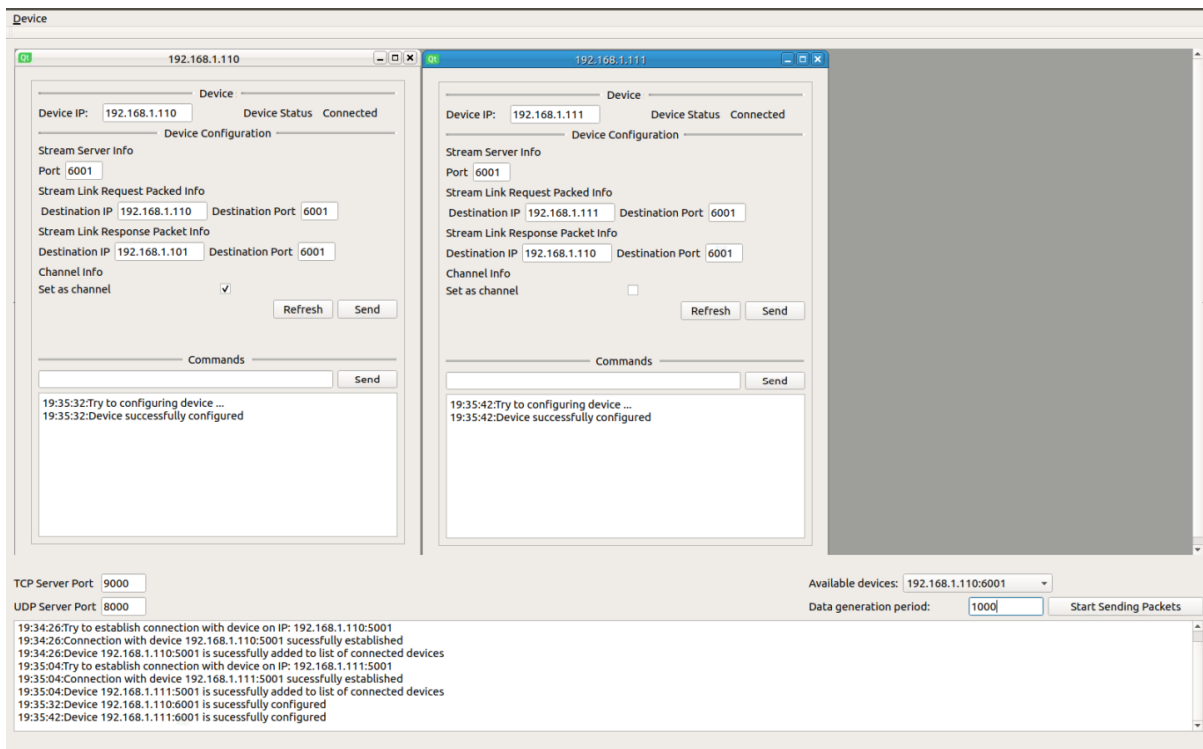 Device
Qt 192.168.1.110
Device
Device IP: 192.168.1.110 Device Status Connected
Device Configuration
Stream Server Info
Port 6001
Stream Link Request Packed Info
Destination IP 192.168.1.110 Destination Port 6001
Stream Link Response Packet Info
Destination IP 192.168.1.101 Destination Port 6001
Channel Info
Set as channel
Refresh Send
Commands
Send
19:35:32:Try to configuring device ...
19:35:32:Device successfully configured
Qt 192.168.1.111
Device
Device IP: 192.168.1.111 Device Status Connected
Device Configuration
Stream Server Info
Port 6001
Stream Link Request Packed Info
Destination IP 192.168.1.111 Destination Port 6001
Stream Link Response Packet Info
Destination IP 192.168.1.110 Destination Port 6001
Channel Info
Set as channel
Refresh Send
Commands
Send
19:35:42:Try to configuring device ...
19:35:42:Device successfully configured
TCP Server Port 9000
UDP Server Port 8000
Available devices: 192.168.1.110:6001
Data generation period: 1000 Start Sending Packets
19:34:26:Try to establish connection with device on IP: 192.168.1.110:5001
19:34:26:Connection with device 192.168.1.110:5001 sucessfully established
19:34:26:Device 192.168.1.110:5001 is sucessfully added to list of connected devices
19:35:04:Try to establish connection with device on IP: 192.168.1.111:5001
19:35:04:Connection with device 192.168.1.111:5001 sucessfully established
19:35:04:Device 192.168.1.111:5001 is sucessfully added to list of connected devices
19:35:32:Device 192.168.1.110:6001 is sucessfully configured
19:35:42:Device 192.168.1.111:6001 is sucessfully configured